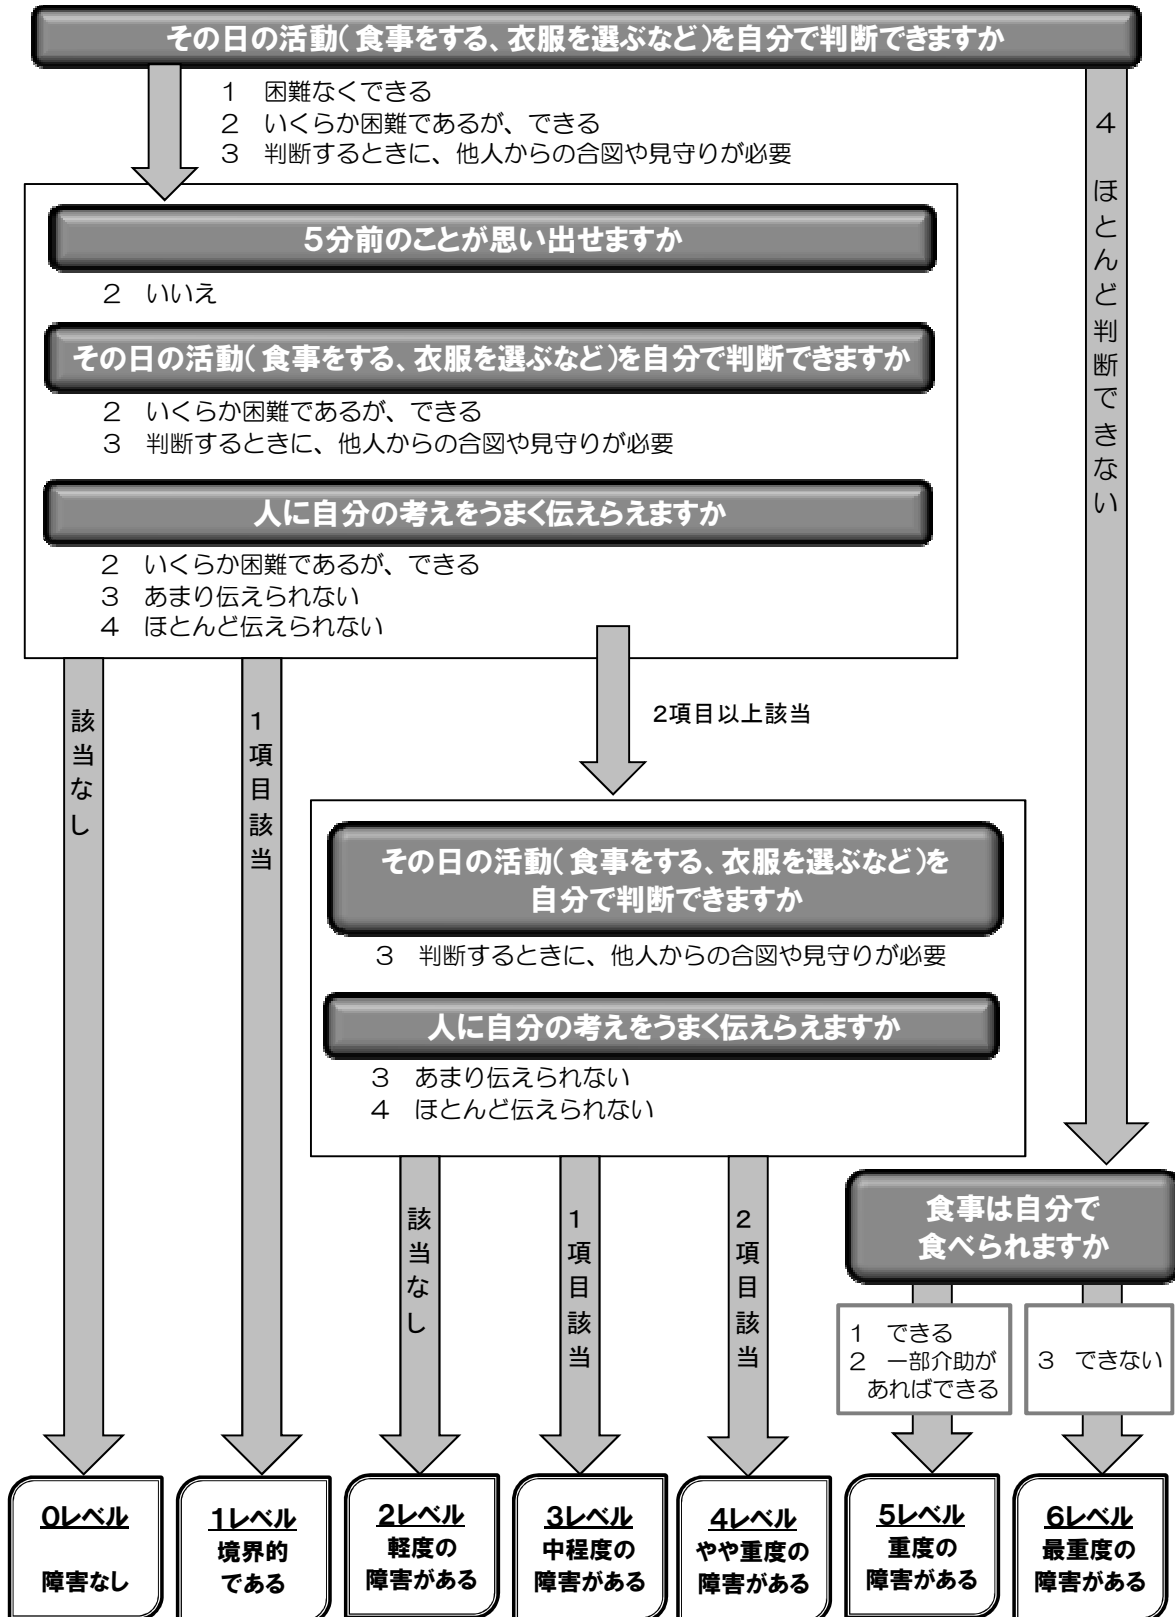 その日の活動(食事をする、衣服を選ぶなど)を自分で判断できますか
1　困難なくできる
2　いくらか困難であるが、できる
3　判断するときに、他人からの合図や見守りが必要
4　ほとんど判断できない
5分前のことが思い出せますか
2　いいえ
その日の活動(食事をする、衣服を選ぶなど)を自分で判断できますか
2　いくらか困難であるが、できる
3　判断するときに、他人からの合図や見守りが必要
人に自分の考えをうまく伝えらえますか
2　いくらか困難であるが、できる
3　あまり伝えられない
4　ほとんど伝えられない
該当なし
1項目該当
2項目以上該当
その日の活動(食事をする、衣服を選ぶなど)を
自分で判断できますか
3　判断するときに、他人からの合図や見守りが必要
人に自分の考えをうまく伝えらえますか
3　あまり伝えられない
4　ほとんど伝えられない
該当なし
1項目該当
2項目該当
食事は自分で
食べられますか
1　できる
2　一部介助が
あればできる
3　できない
0レベル
障害なし
1レベル
境界的
である
2レベル
軽度の
障害がある
3レベル
中程度の
障害がある
4レベル
やや重度の
障害がある
5レベル
重度の
障害がある
6レベル
最重度の
障害がある